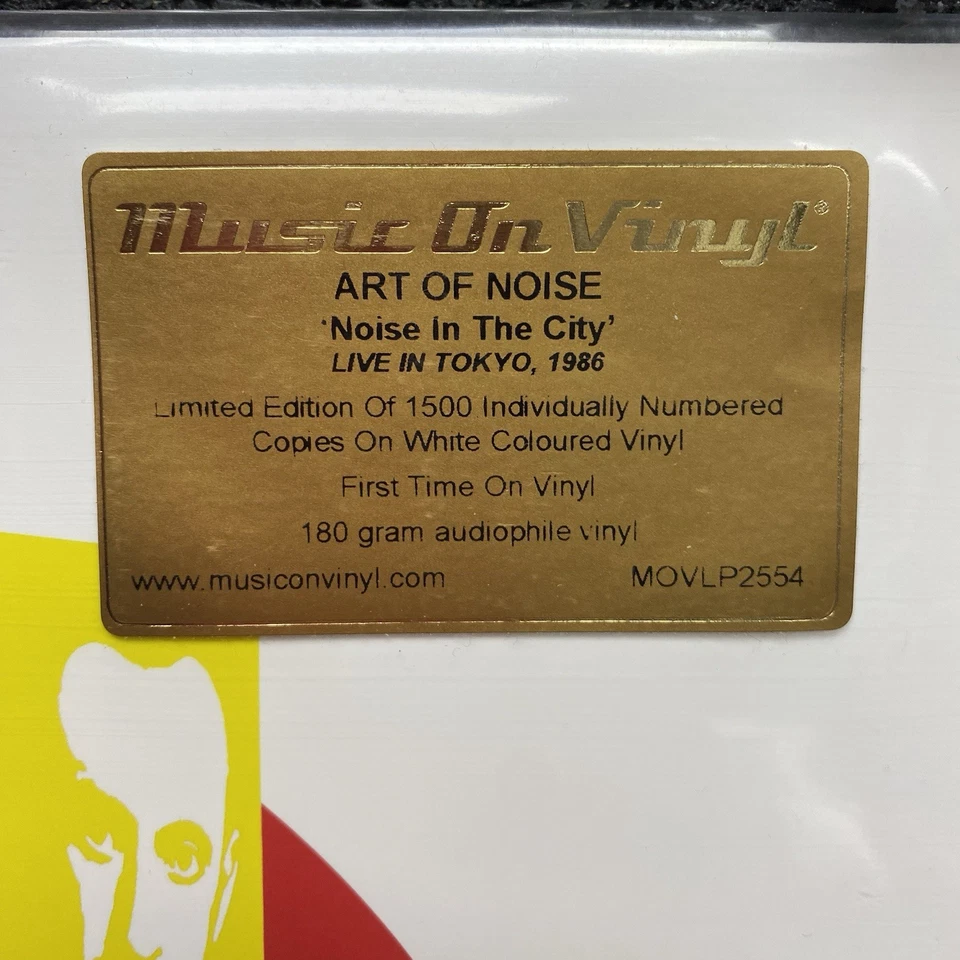 Music On Vinyl®
ART OF NOISE
‘Noise In The City’
LIVE IN TOKYO, 1986
Limited Edition Of 1500 Individually Numbered
Copies On White Coloured Vinyl
First Time On Vinyl
180 gram audiophile vinyl
www.musiconvinyl.com MOVLP2554